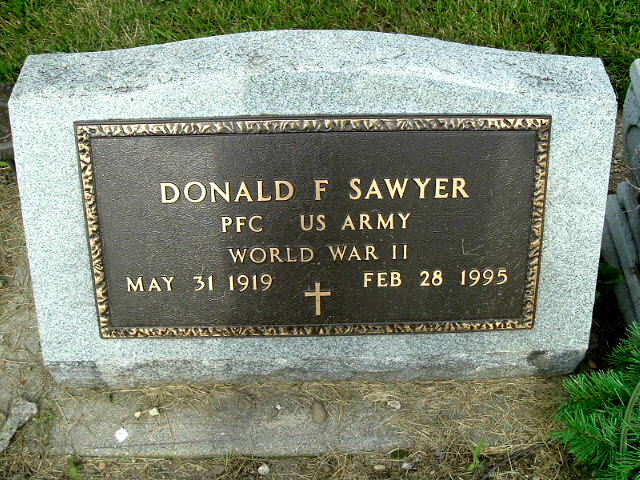 DONALD F SAWYER
PFC US ARMY
WORLD WAR II
MAY 31 1919 FEB 28 1995